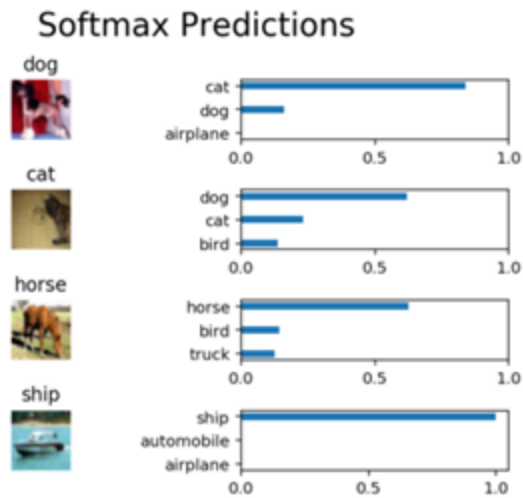 Softmax Predictions
dog
cat
dog
airplane
0.0 0.5 1.0
cat
dog
cat
bird
0.0 0.5 1.0
horse
horse
bird
truck
0.0 0.5 1.0
ship
ship
automobile
airplane
0.0 0.5 1.0